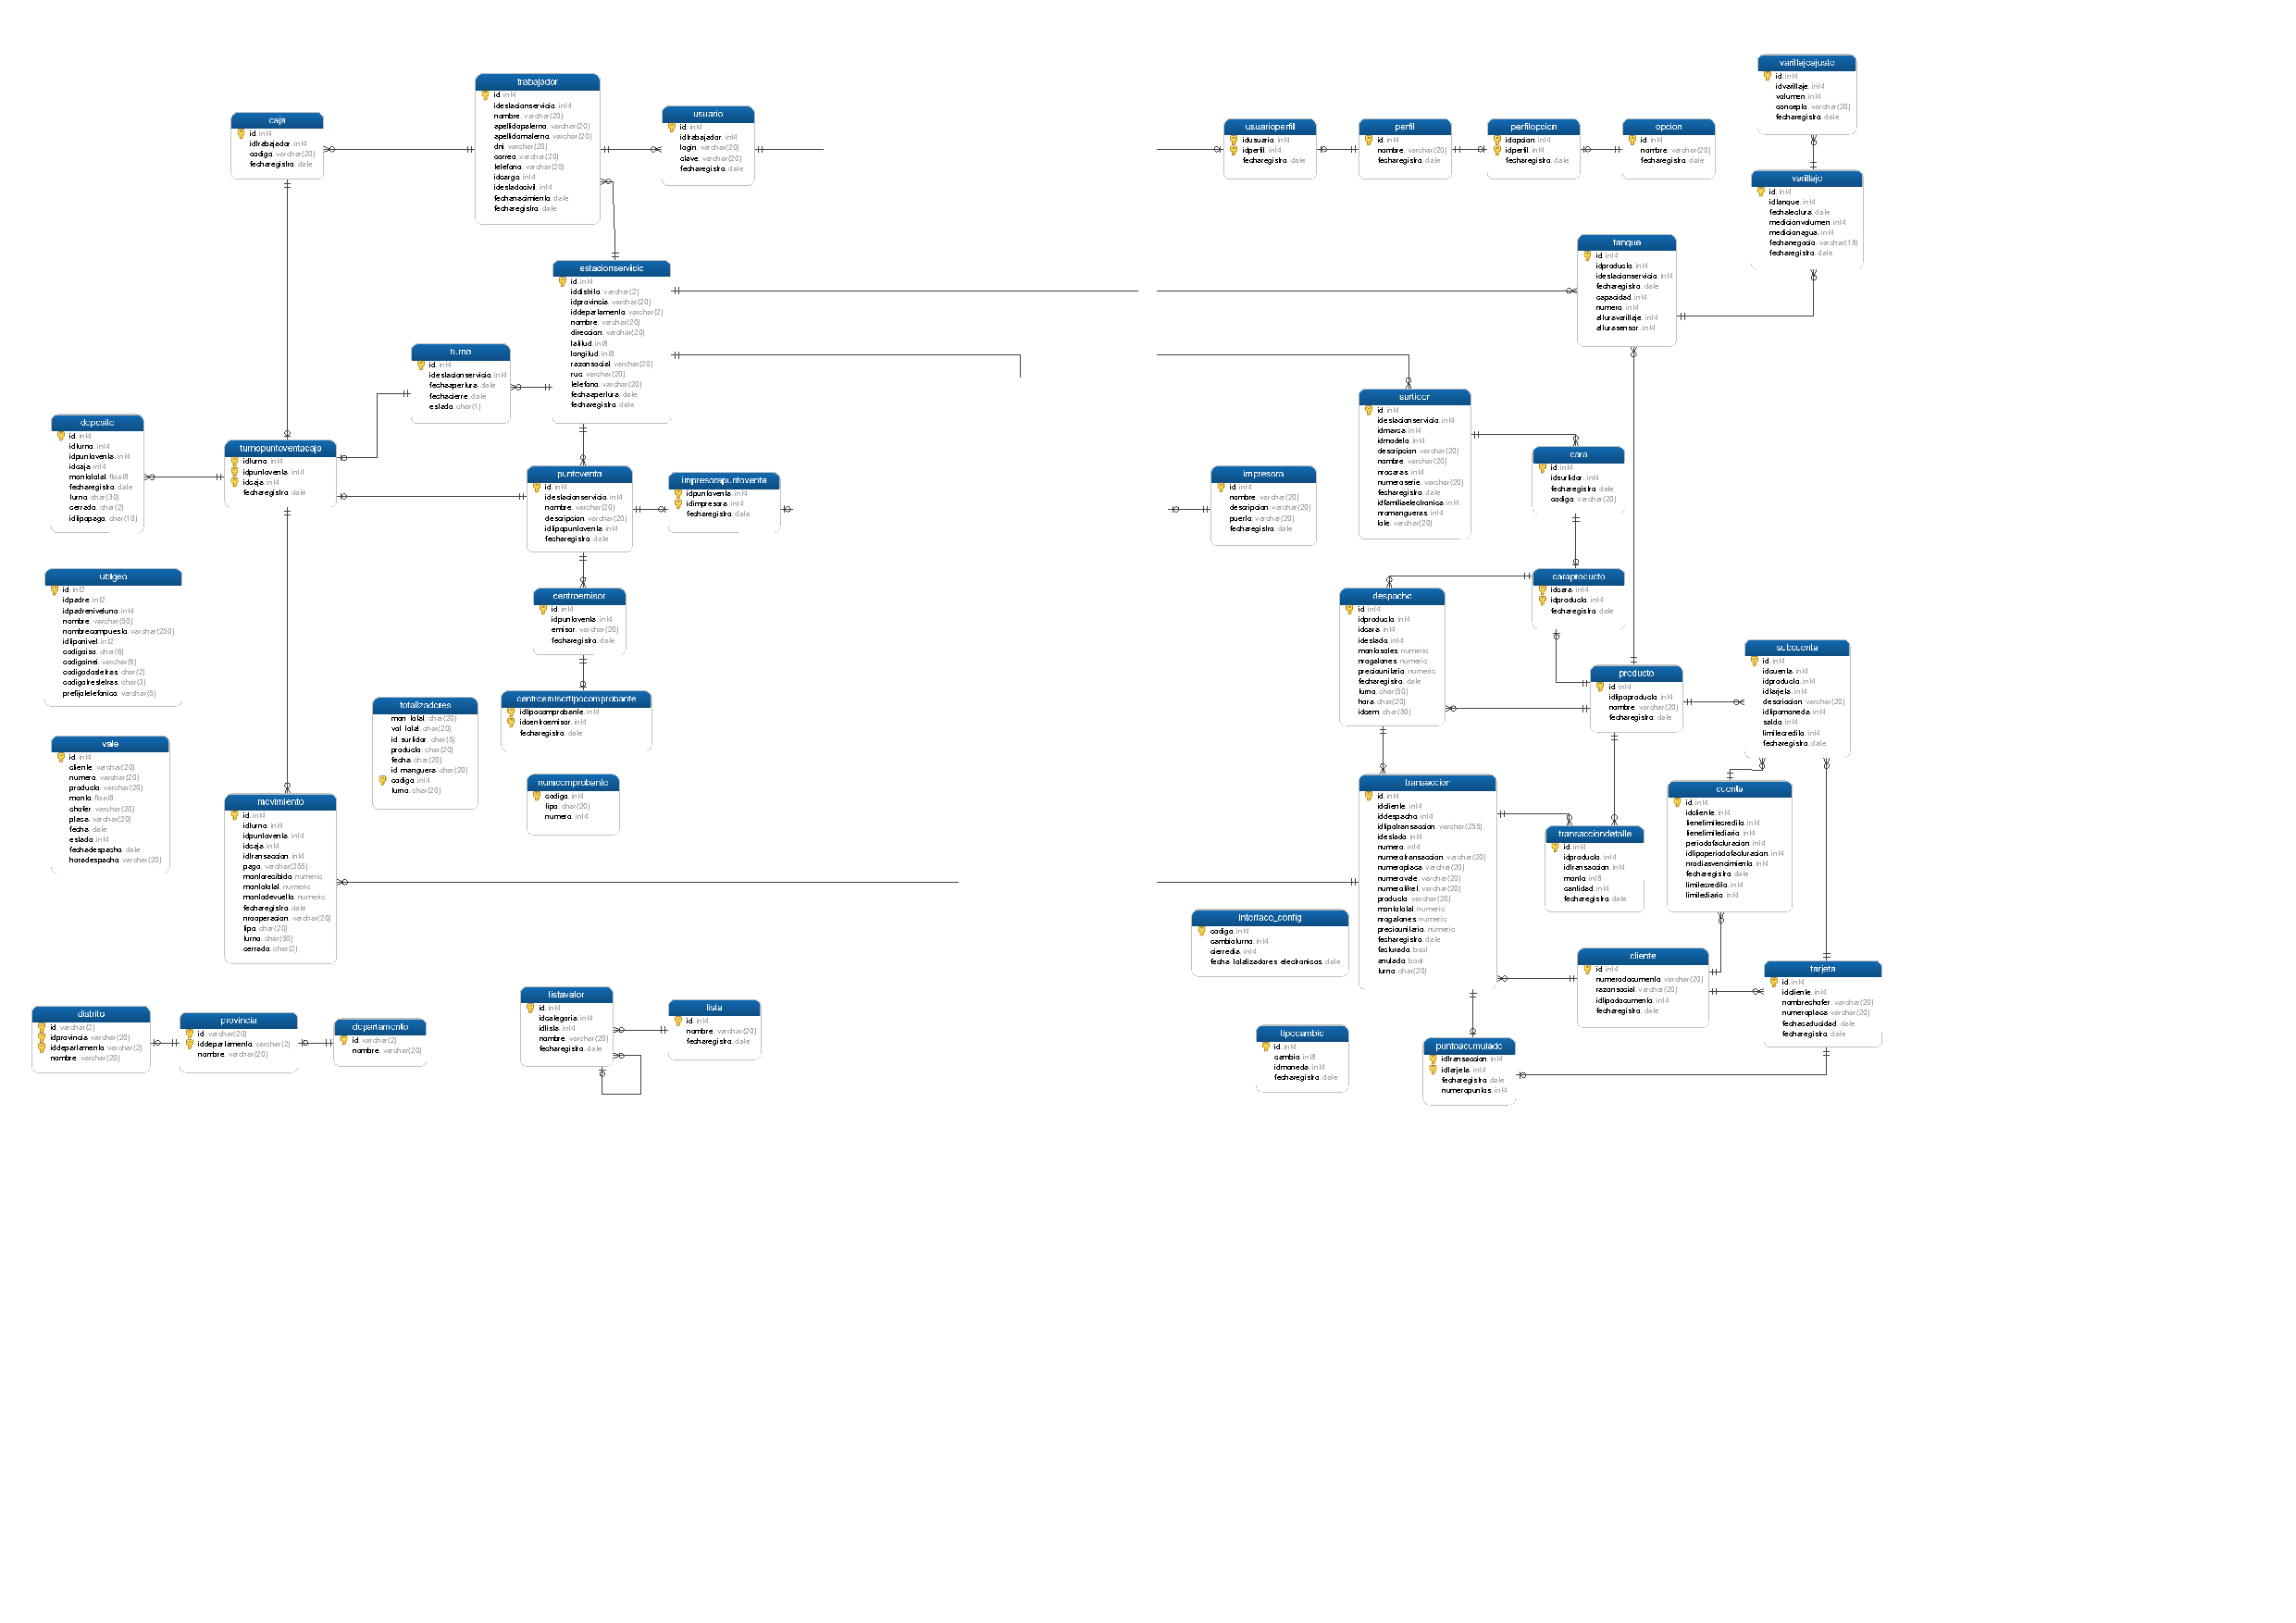 trabajador
id. int4
idestacionservicio. int4
nombre. varchar(20)
apellidopaterno. varchar(20)
apellidomaterno. varchar(20)
dni. varchar(20)
correo. varchar(20)
telefono. varchar(20)
idcargo. int4
idestadocivil. int4
fechanacimiento. date
fecharegistro. date
caja
id. int4
idtrabajador. int4
codigo. varchar(20)
fecharegistro. date
usuario
id. int4
idtrabajador. int4
login. varchar(20)
clave. varchar(20)
fecharegistro. date
usuarioperfil
idusuario. int4
idperfil. int4
fecharegistro. date
perfil
id. int4
nombre. varchar(20)
fecharegistro. date
perfilopcion
idopcion. int4
idperfil. int4
fecharegistro. date
opcion
id. int4
nombre. varchar(20)
fecharegistro. date
varillajeajuste
id. int4
idvarillaje. int4
volumen. int4
concepto. varchar(20)
fecharegistro. date
varillaje
id. int4
idtanque. int4
fechalectura. date
medicionvolumen. int4
medicionagua. int4
fechanegocio. varchar(18)
fecharegistro. date
tanque
id. int4
idproducto. int4
idestacionservicio. int4
fecharegistro. date
capacidad. int4
numero. int4
alturavarillaje. int4
alturasensor. int4
estacionservicio
id. int4
iddistrito. varchar(2)
idprovincia. varchar(20)
iddepartamento. varchar(2)
nombre. varchar(20)
direccion. varchar(20)
latitud. int8
longitud. int8
razonsocial. varchar(20)
ruc. varchar(20)
telefono. varchar(20)
fechaapertura. date
fecharegistro. date
turno
id. int4
idestacionservicio. int4
fechaapertura. date
fechacierre. date
estado. char(1)
deposito
id. int4
idturno. int4
idpuntoventa. int4
idcaja. int4
montototal. float8
fecharegistro. date
turno. char(30)
cerrado. char(2)
idtipopago. char(10)
turnopuntoventacaja
idturno. int4
idpuntoventa. int4
idcaja. int4
fecharegistro. date
puntoventa
id. int4
idestacionservicio. int4
nombre. varchar(20)
descripcion. varchar(20)
idtipopuntoventa. int4
fecharegistro. date
impresorapuntoventa
idpuntoventa. int4
idimpresora. int4
fecharegistro. date
impresora
id. int4
nombre. varchar(20)
descripcion. varchar(20)
puerto. varchar(20)
fecharegistro. date
surtidor
id. int4
idestacionservicio. int4
idmarca. int4
idmodelo. int4
descripcion. varchar(20)
nombre. varchar(20)
nrocaras. int4
numeroserie. varchar(20)
fecharegistro. date
idfamiliaelectronica. int4
nromangueras. int4
lote. varchar(20)
cara
id. int4
idsurtidor. int4
fecharegistro. date
codigo. varchar(20)
ubigeo
id. int2
idpadre. int2
idpadreniveluno. int4
nombre. varchar(50)
nombrecompuesto. varchar(250)
idtiponivel. int2
codigoiso. char(6)
codigoinei. varchar(6)
codigodosletras. char(2)
codigotresletras. char(3)
prefijotelefonico. varchar(5)
centroemisor
id. int4
idpuntoventa. int4
emisor. varchar(20)
fecharegistro. date
despacho
id. int4
idproducto. int4
idcara. int4
idestado. int4
montosoles. numeric
nrogalones. numeric
preciounitario. numeric
fecharegistro. date
turno. char(50)
hora. char(20)
idcem. char(50)
caraproducto
idcara. int4
idproducto. int4
fecharegistro. date
producto
id. int4
idtipoproducto. int4
nombre. varchar(20)
fecharegistro. date
subcuenta
id. int4
idcuenta. int4
idproducto. int4
idtarjeta. int4
descripcion. varchar(20)
idtipomoneda. int4
saldo. int4
limitecredito. int4
fecharegistro. date
totalizadores
mon_total. char(20)
vol_total. char(20)
id_surtidor. char(5)
producto. char(20)
fecha. char(20)
id_manguera. char(20)
codigo. int4
turno. char(20)
centroemisortipocomprobante
idtipocomprobante. int4
idcentroemisor. int4
fecharegistro. date
vale
id. int4
cliente. varchar(20)
numero. varchar(20)
producto. varchar(20)
monto. float8
chofer. varchar(20)
placa. varchar(20)
fecha. date
estado. int4
fechadespacho. date
horadespacho. varchar(20)
numcomprobante
codigo. int4
tipo. char(20)
numero. int4
movimiento
id. int4
idturno. int4
idpuntoventa. int4
idcaja. int4
idtransaccion. int4
pago. varchar(255)
montorecibido. numeric
montototal. numeric
montodevuelto. numeric
fecharegistro. date
nrooperacion. varchar(20)
tipo. char(20)
turno. char(50)
cerrado. char(2)
transaccion
id. int4
idcliente. int4
iddespacho. int4
idtipotransaccion. varchar(255)
idestado. int4
numero. int4
numerotransaccion. varchar(20)
numeroplaca. varchar(20)
numerovale. varchar(20)
numeroticket. varchar(20)
producto. varchar(20)
montototal. numeric
nrogalones. numeric
preciounitario. numeric
fecharegistro. date
facturado. bool
anulado. bool
turno. char(20)
transacciondetalle
id. int4
idproducto. int4
idtransaccion. int4
monto. int8
cantidad. int4
fecharegistro. date
cuenta
id. int4
idcliente. int4
tienelimitecredito. int4
tienelimitediario. int4
periodofacturacion. int4
idtipoperiodofacturacion. int4
nrodiasvencimiento. int4
fecharegistro. date
limitecredito. int4
limitediario. int4
interface_config
codigo. int4
cambioturno. int4
cierredia. int4
fecha_totalizadores_electronicos. date
cliente
id. int4
numerodocumento. varchar(20)
razonsocial. varchar(20)
idtipodocumento. int4
fecharegistro. date
tarjeta
id. int4
idcliente. int4
nombrechofer. varchar(20)
numeroplaca. varchar(20)
fechacaducidad. date
fecharegistro. date
distrito
id. varchar(2)
idprovincia. varchar(20)
iddepartamento. varchar(2)
nombre. varchar(20)
provincia
id. varchar(20)
iddepartamento. varchar(2)
nombre. varchar(20)
departamento
id. varchar(2)
nombre. varchar(20)
listavalor
id. int4
idcategoria. int4
idlista. int4
nombre. varchar(20)
fecharegistro. date
lista
id. int4
nombre. varchar(20)
fecharegistro. date
tipocambio
id. int4
cambio. int8
idmoneda. int4
fecharegistro. date
puntoacumulado
idtransaccion. int4
idtarjeta. int4
fecharegistro. date
numeropuntos. int4